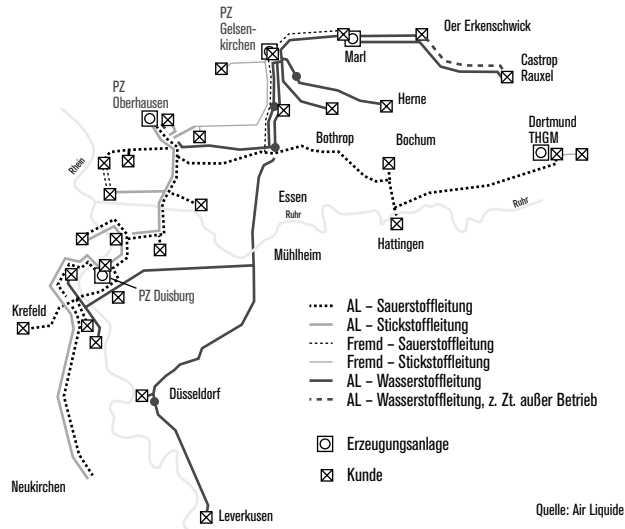 PZ
Gelsen-
kirchen
Oer Erkenschwick
Marl
Castrop
Rauxel
PZ
Oberhausen
Herne
Bothrop
Bochum
Dortmund
THGM
Rhein
Essen
Ruhr
Ruhr
Hattingen
Mühlheim
PZ Duisburg
Krefeld
Düsseldorf
Neukirchen
Leverkusen
AL – Sauerstoffleitung
AL – Stickstoffleitung
Fremd – Sauerstoffleitung
Fremd – Stickstoffleitung
AL – Wasserstoffleitung
AL – Wasserstoffleitung, z. Zt. außer Betrieb
Erzeugungsanlage
Kunde
Quelle: Air Liquide